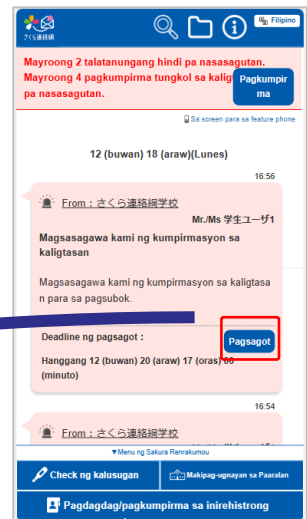 さくら連絡網
Filipino
Mayroong 2 talatanungang hindi pa nasasagutan.
Mayroong 4 pagkumpirma tungkol sa kalig
pa nasasagutan.
Pagkumpir
ma
Sa screen para sa feature phone
12 (buwan) 18 (araw)(Lunes)
16:56
From：さくら連絡網学校
Mr./Ms 学生ユーザ1
Magsasagawa kami ng kumpirmasyon sa
kaligtasan
Magsasagawa kami ng kumpirmasyon sa kaligtasa
n para sa pagsubok.
Deadline ng pagsagot：
Pagsagot
Hanggang 12 (buwan) 20 (araw) 17 (oras) 00
(minuto)
16:54
From：さくら連絡網学校
▼Menu ng Sakura Renrakumou
Check ng kalusugan
Makipag-ugnayan sa Paaralan
Pagdagdag/pagkumpirma sa inirehistrong